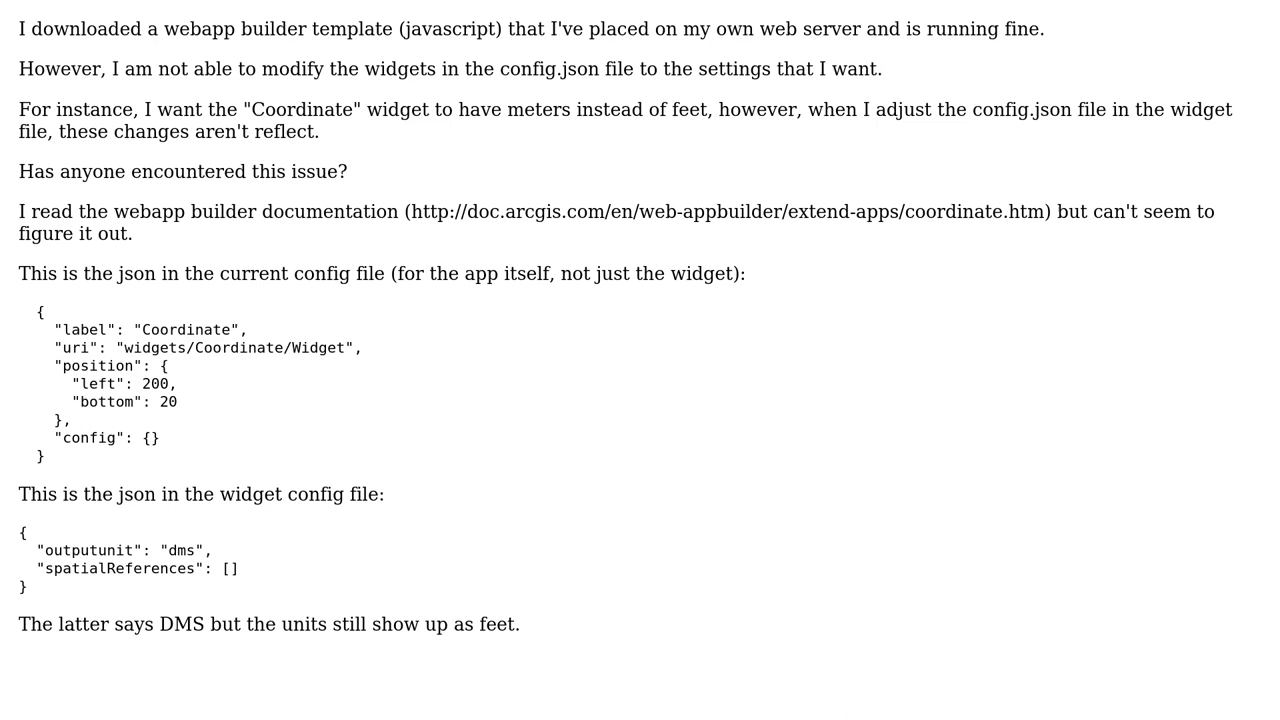 I downloaded a webapp builder template (javascript) that I've placed on my own web server and is running fine.
However, I am not able to modify the widgets in the config.json file to the settings that I want.
For instance, I want the "Coordinate" widget to have meters instead of feet, however, when I adjust the config.json file in the widget
file, these changes aren't reflect.
Has anyone encountered this issue?
I read the webapp builder documentation (http://doc.arcgis.com/en/web-appbuilder/extend-apps/coordinate.htm) but can't seem to
figure it out.
This is the json in the current config file (for the app itself, not just the widget):
  {
    "label": "Coordinate",
    "uri": "widgets/Coordinate/Widget",
    "position": {
      "left": 200,
      "bottom": 20
    },
    "config": {}
  }
This is the json in the widget config file:
{
  "outputunit": "dms",
  "spatialReferences": []
}
The latter says DMS but the units still show up as feet.